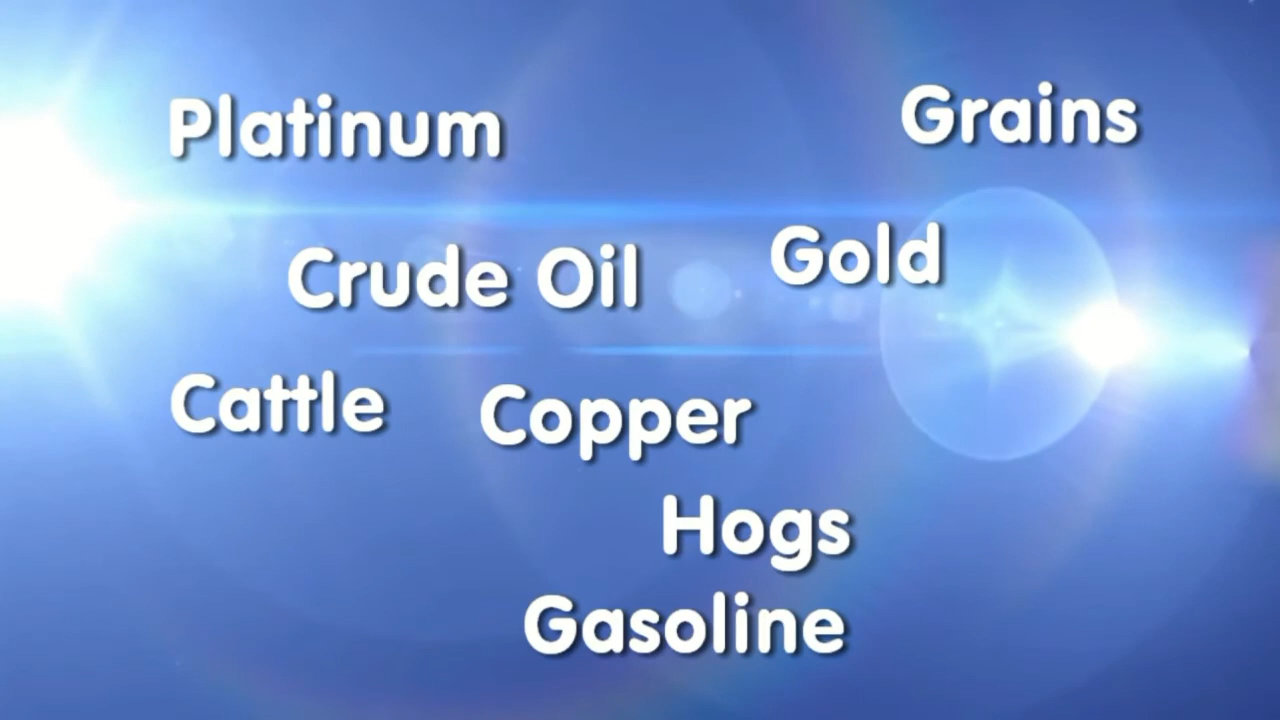 Platinum
Grains
Crude Oil
Gold
Cattle
Copper
Hogs
Gasoline